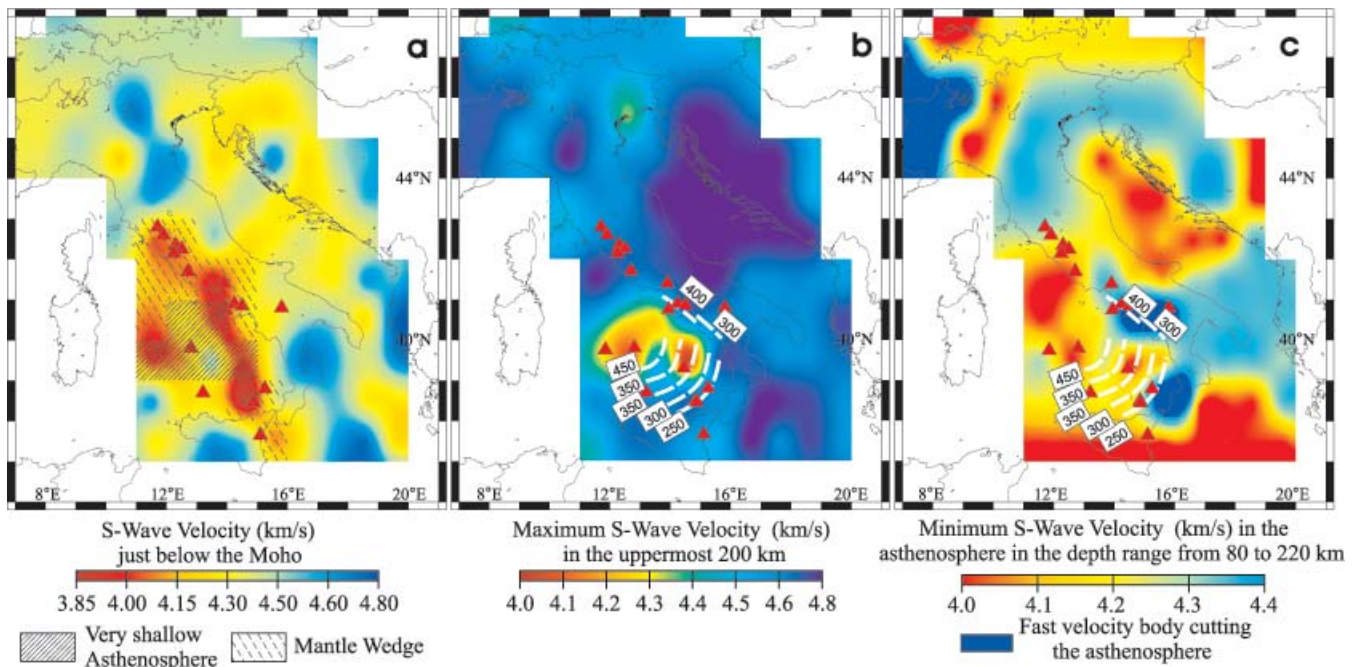 a
b
c
44°N
44°N
44°N
40°N
40°N
40°N
400
300
450
350
350
300
250
400
300
450
350
350
300
250
8°E 12°E 16°E 20°E
8°E 12°E 16°E 20°E
8°E 12°E 16°E 20°E
S-Wave Velocity (km/s)
just below the Moho
3.85 4.00 4.15 4.30 4.50 4.60 4.80
Very shallow
Asthenosphere
Mantle Wedge
Maximum S-Wave Velocity (km/s)
in the uppermost 200 km
4.0 4.1 4.2 4.3 4.4 4.5 4.6 4.8
Minimum S-Wave Velocity (km/s) in the
asthenosphere in the depth range from 80 to 220 km
4.0 4.1 4.2 4.3 4.4
Fast velocity body cutting
the asthenosphere